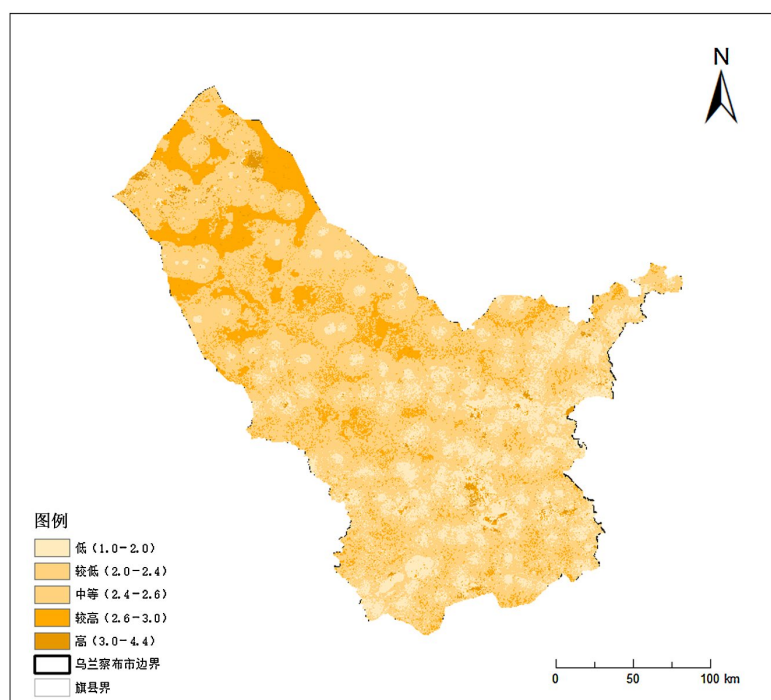 N
图例
低（1.0-2.0）
较低（2.0-2.4）
中等（2.4-2.6）
较高（2.6-3.0）
高（3.0-4.4）
乌兰察布市边界
旗县界
0 50 100 km